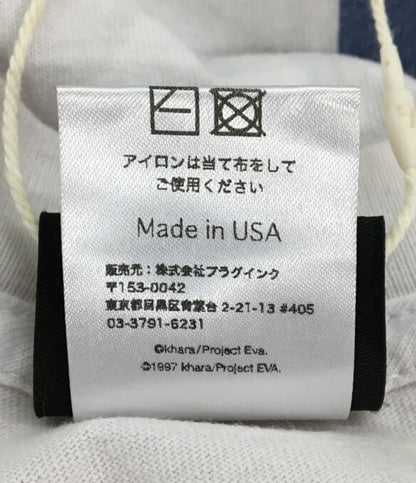 アイロンは当て布をして
ご使用ください
Made in USA
販売元：株式会社プラグインク
〒153-0042
東京都目黒区青葉台 2-21-13 #405
03-3791-6231
©khara/Project Eva.
©1997 khara/Project EVA.